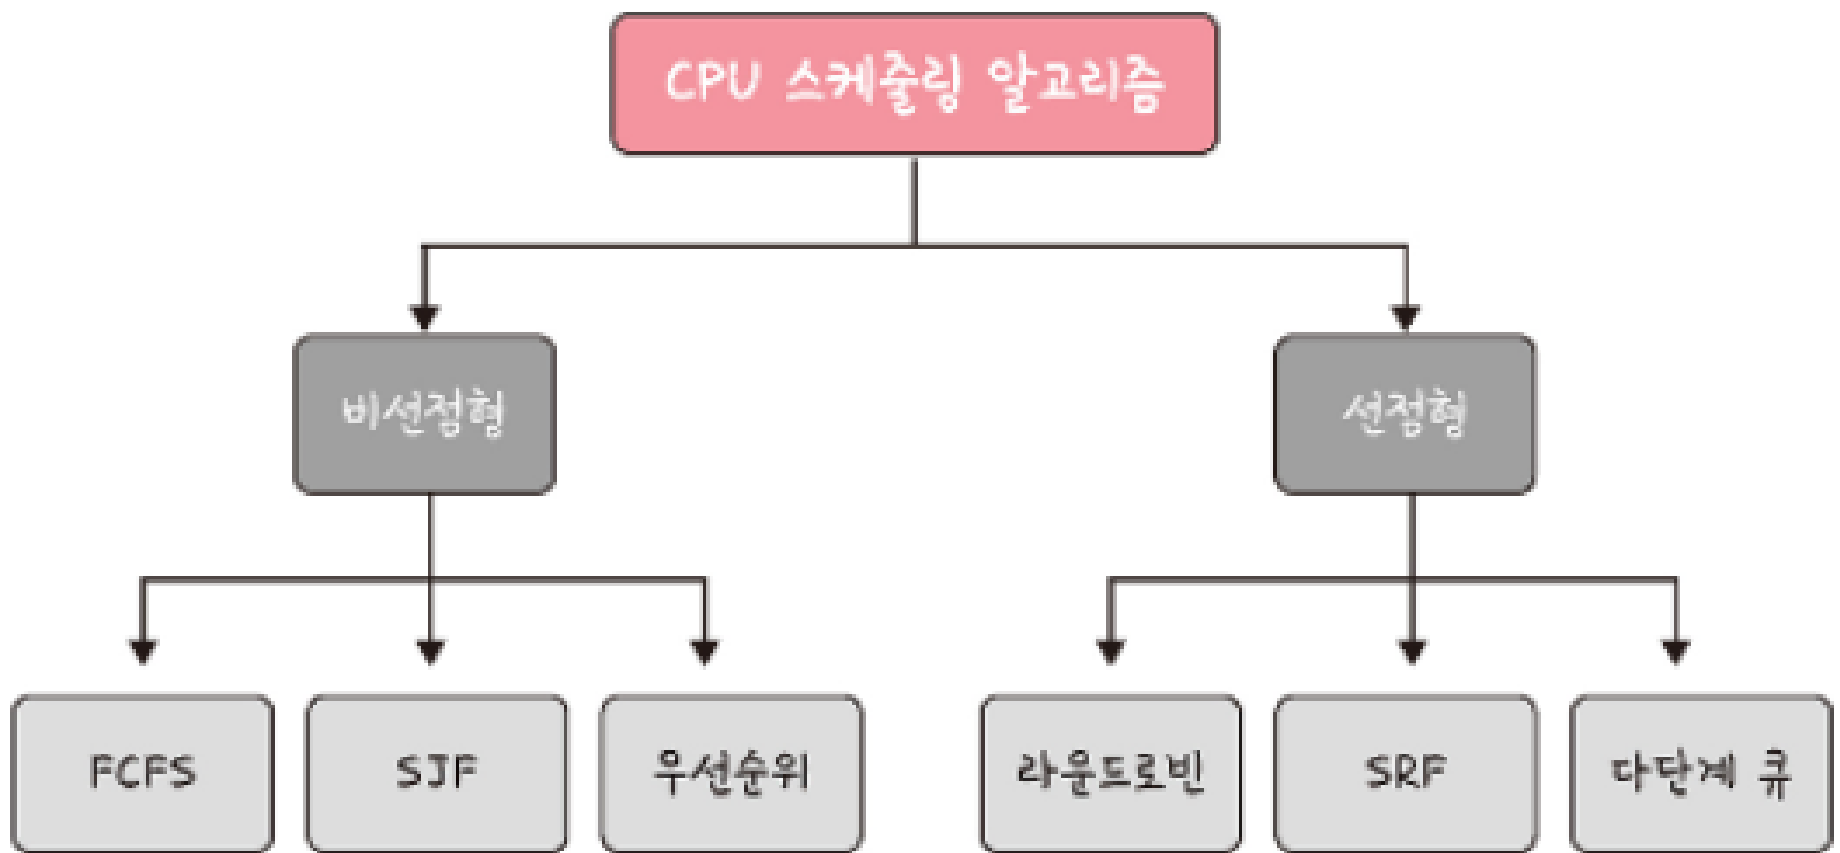 CPU 스케줄링 알고리즘
비선점형
선점형
FCFS
SJF
우선순위
라운드로빈
SRF
다단계 큐